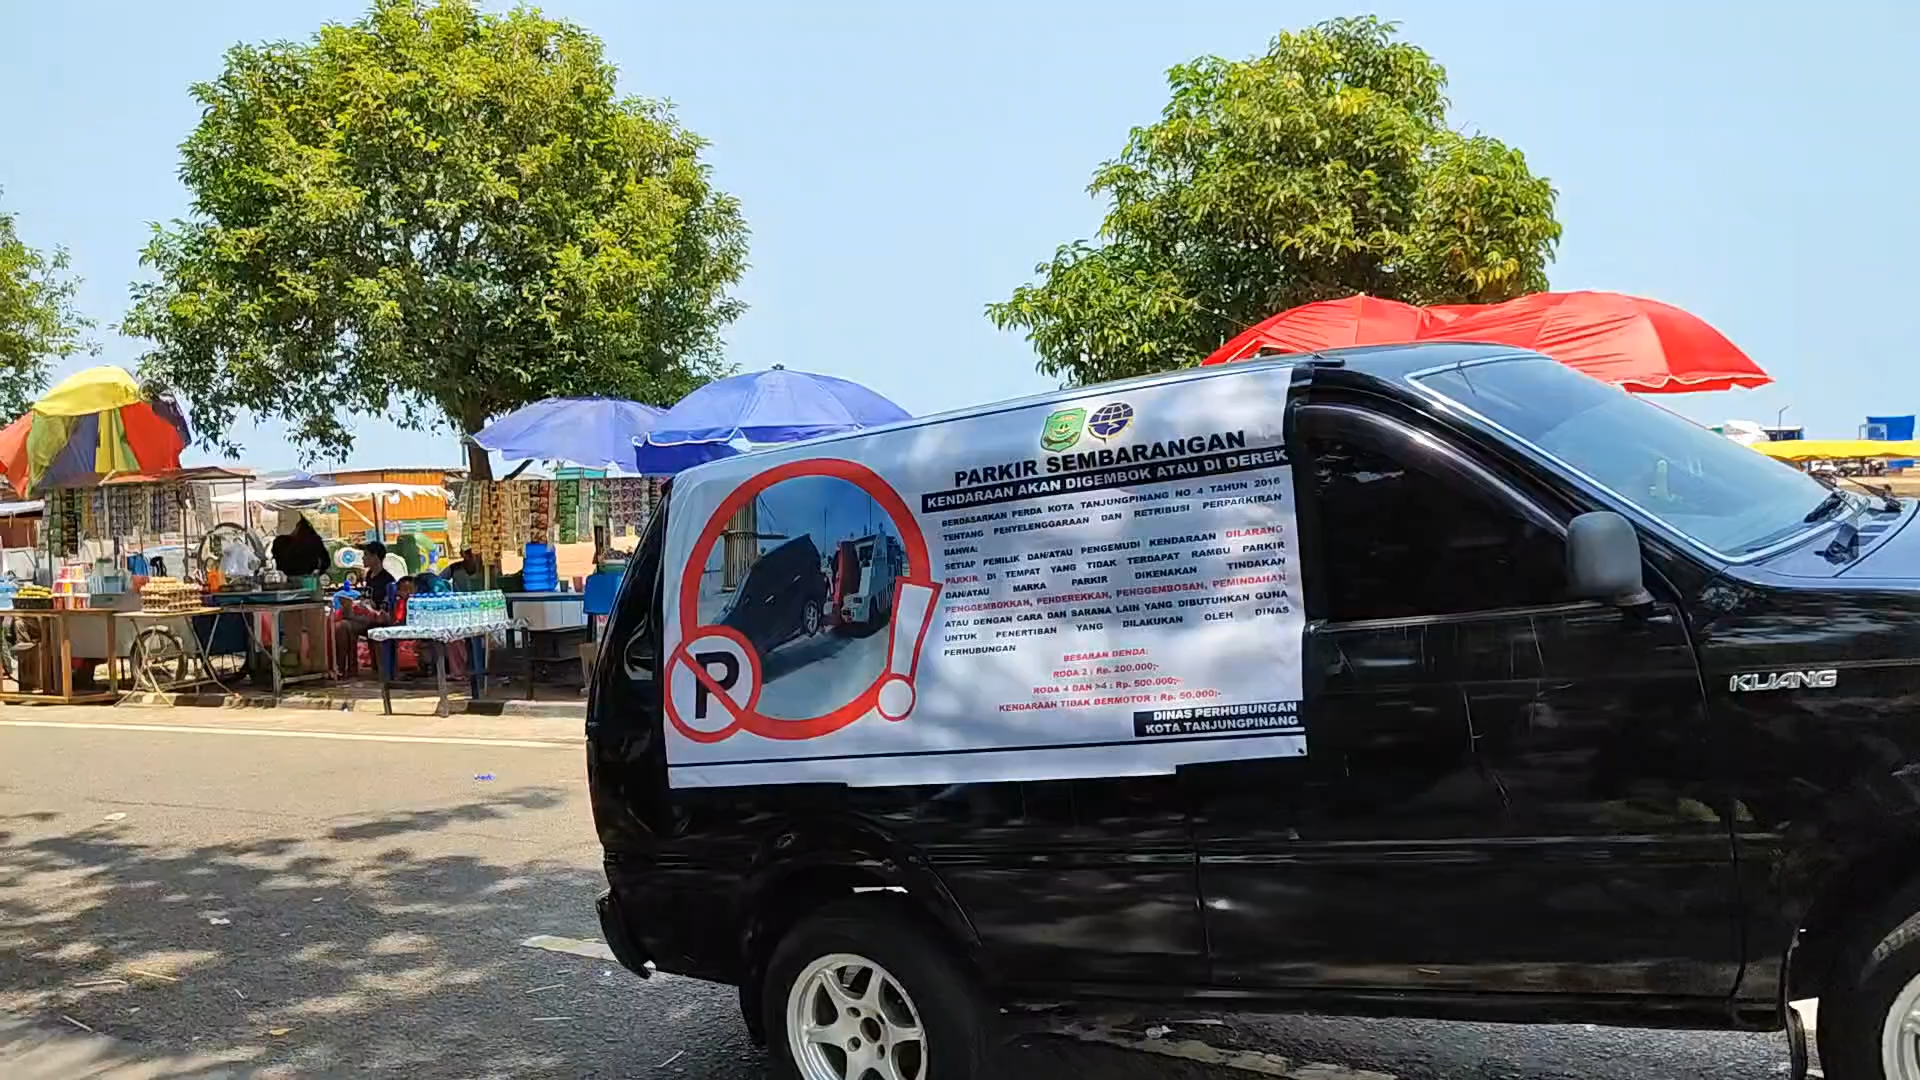 PARKIR SEMBARANGAN
KENDARAAN AKAN DIGEMBOK ATAU DI DEREK
BERDASARKAN PERDA KOTA TANJUNGPINANG NO 4 TAHUN 2016
TENTANG PENYELENGGARAAN DAN RETRIBUSI PERPARKIRAN
BAHWA:
SETIAP PEMILIK DAN/ATAU PENGEMUDI KENDARAAN DILARANG
PARKIR DI TEMPAT YANG TIDAK TERDAPAT RAMBU PARKIR
DAN/ATAU MARKA PARKIR DIKENAKAN TINDAKAN
PENGGEMBOKKAN, PENDEREKKAN, PENGGEMBOSAN, PEMINDAHAN
ATAU DENGAN CARA DAN SARANA LAIN YANG DIBUTUHKAN GUNA
UNTUK PENERTIBAN YANG DILAKUKAN OLEH DINAS
PERHUBUNGAN
BESARAN DENDA:
RODA 2 : Rp. 200.000;-
RODA 4 DAN >4 : Rp. 500.000;-
KENDARAAN TIDAK BERMOTOR : Rp. 50.000;-
DINAS PERHUBUNGAN
KOTA TANJUNGPINANG
P
KUANG